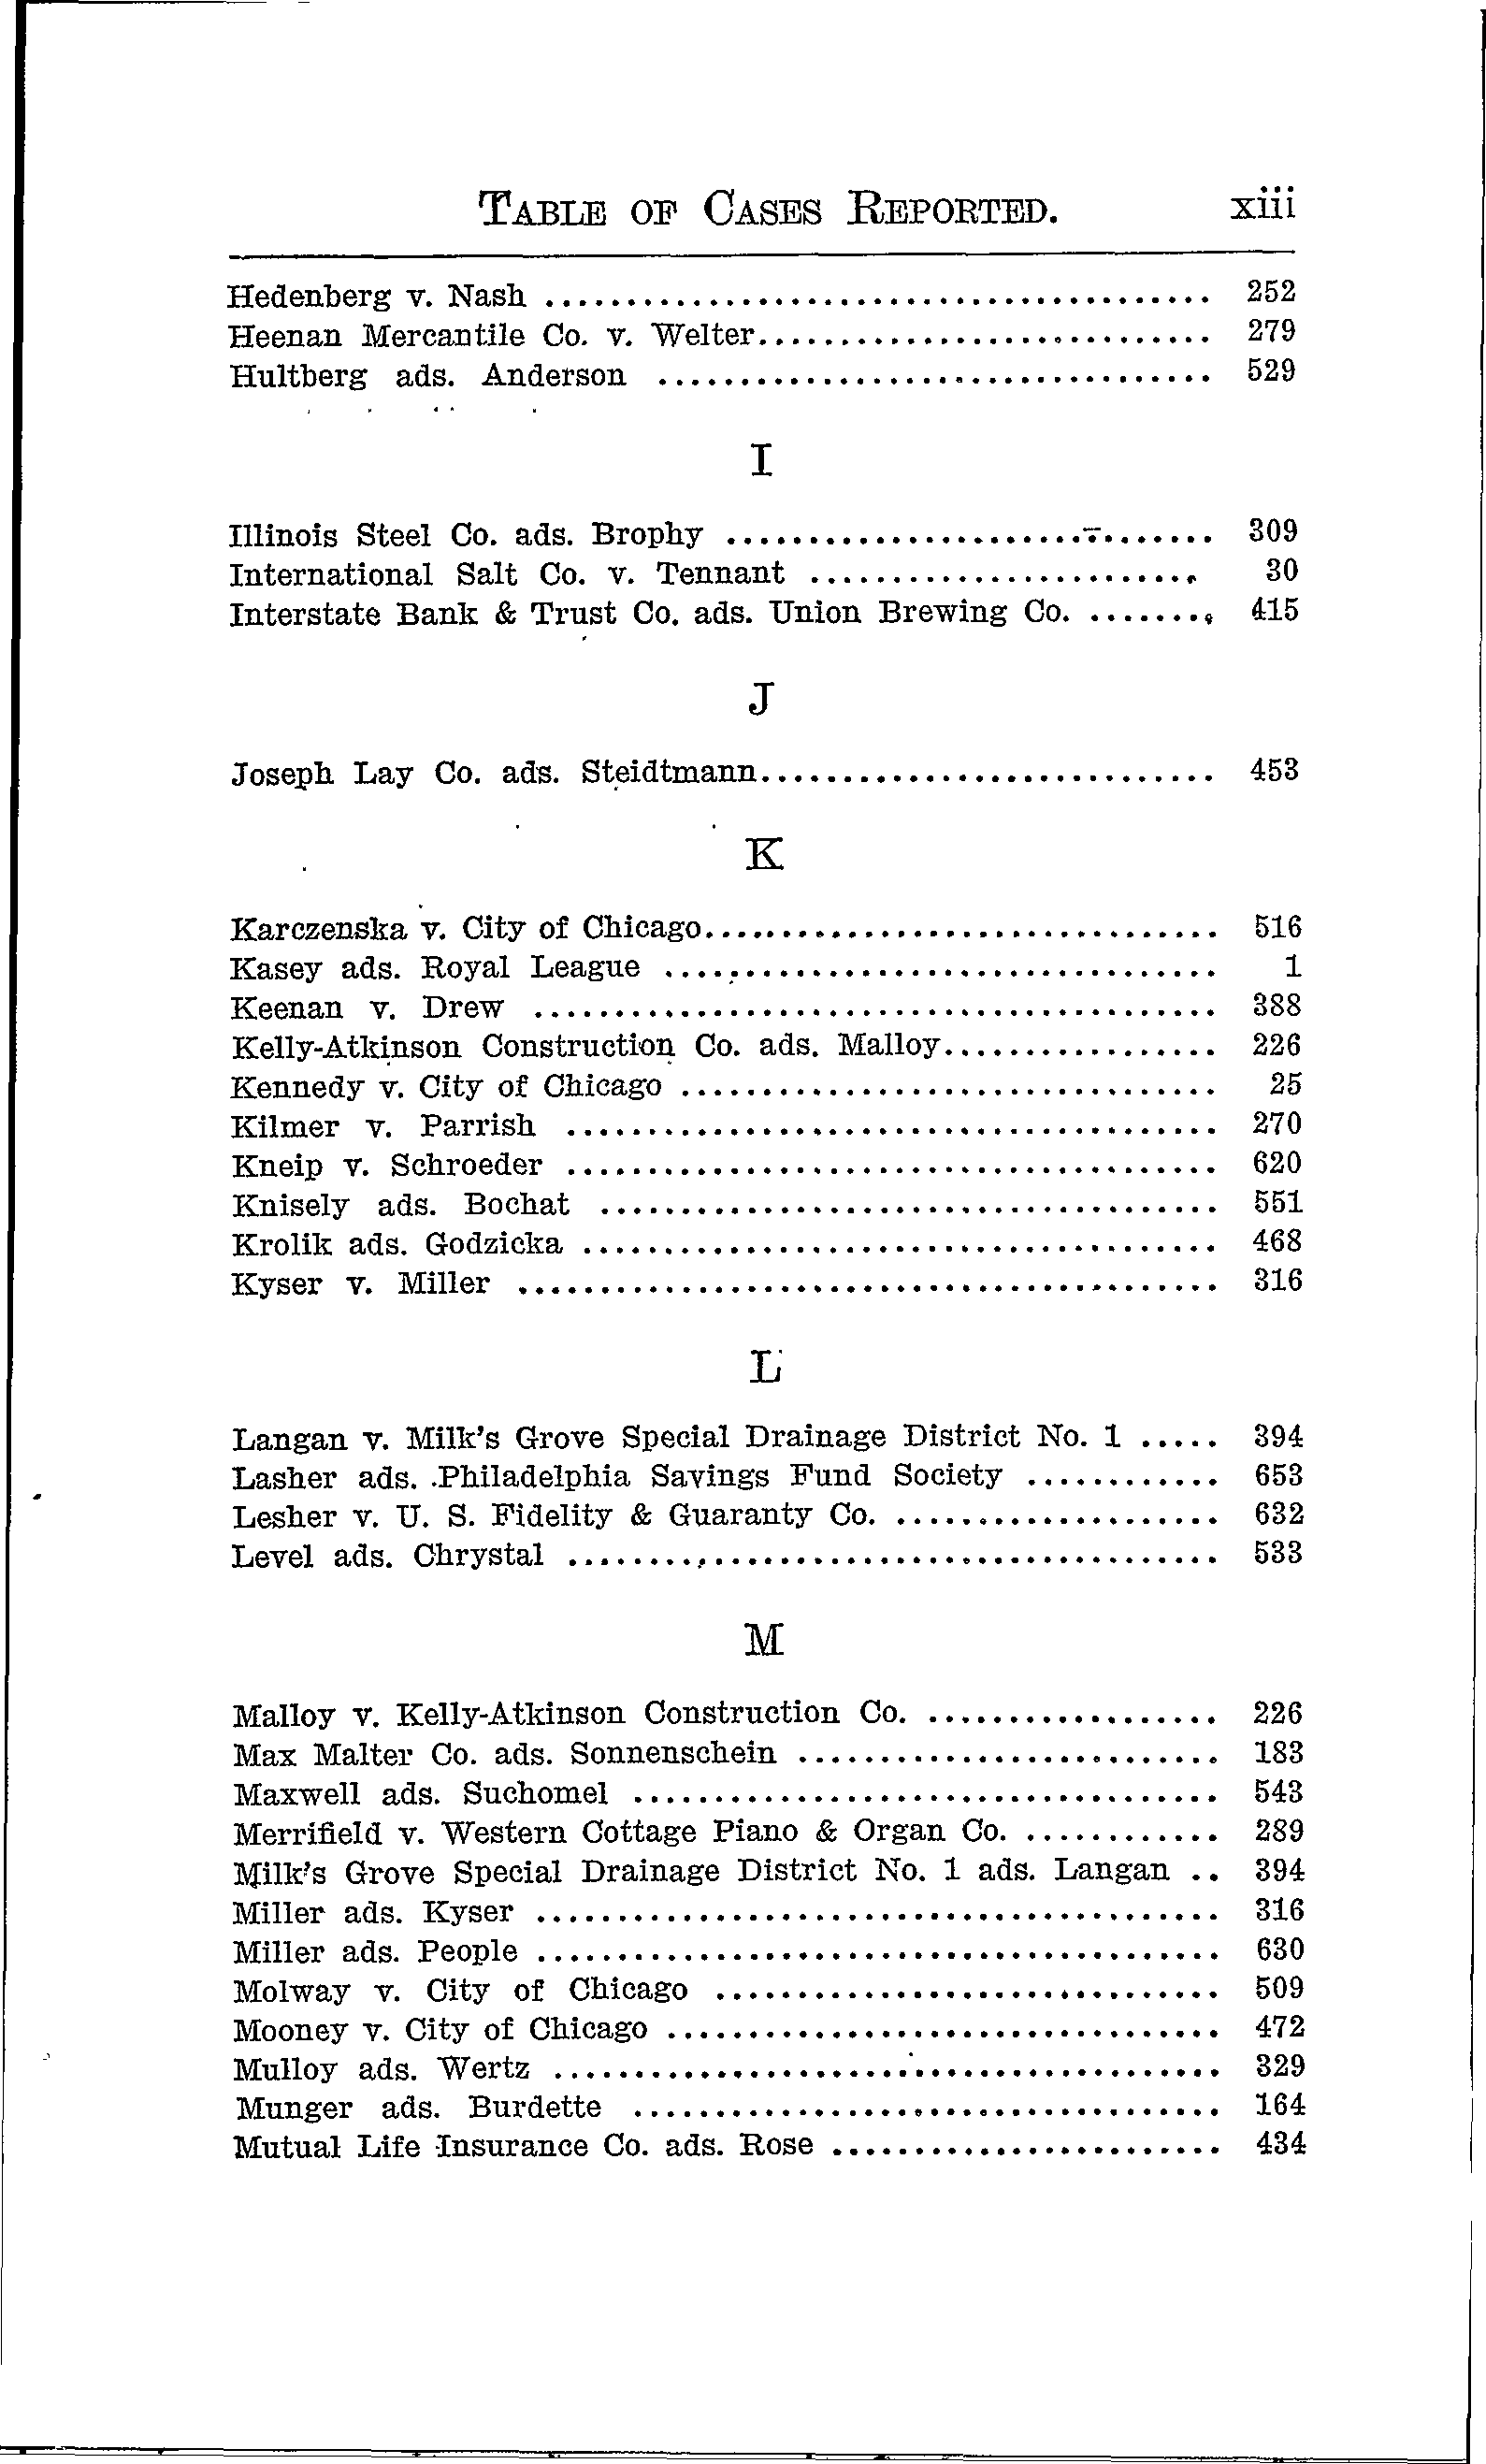 TABLE OF CASES REPORTED. xiii
Hedenberg v. Nash ........................................ 252
Heenan Mercantile Co. v. Welter............................ 279
Hultberg ads. Anderson .................................. 529
I
Illinois Steel Co. ads. Brophy .............................. 309
International Salt Co. v. Tennant ........................ 30
Interstate Bank & Trust Co. ads. Union Brewing Co. ........ 415
J
Joseph Lay Co. ads. Steidtmann............................ 453
K
Karczenska v. City of Chicago............................... 516
Kasey ads. Royal League .................................. 1
Keenan v. Drew .......................................... 388
Kelly-Atkinson Construction Co. ads. Malloy................. 226
Kennedy v. City of Chicago ................................. 25
Kilmer v. Parrish ........................................ 270
Kneip v. Schroeder ........................................ 620
Knisely ads. Bochat ...................................... 551
Krolik ads. Godzicka ....................................... 468
Kyser v. Miller ........................................... 316
L
Langan v. Milk's Grove Special Drainage District No. 1 ..... 394
Lasher ads. Philadelphia Savings Fund Society ............ 653
Lesher v. U. S. Fidelity & Guaranty Co. .................... 632
Level ads. Chrystal ........................................ 533
M
Malloy v. Kelly-Atkinson Construction Co. .................. 226
Max Malter Co. ads. Sonnenschein .......................... 183
Maxwell ads. Suchomel .................................... 543
Merrifield v. Western Cottage Piano & Organ Co. ............ 289
Milk's Grove Special Drainage District No. 1 ads. Langan .. 394
Miller ads. Kyser .......................................... 316
Miller ads. People .......................................... 630
Molway v. City of Chicago ............................... 509
Mooney v. City of Chicago .................................. 472
Mulloy ads. Wertz ......................................... 329
Munger ads. Burdette .................................... 164
Mutual Life Insurance Co. ads. Rose ........................ 434